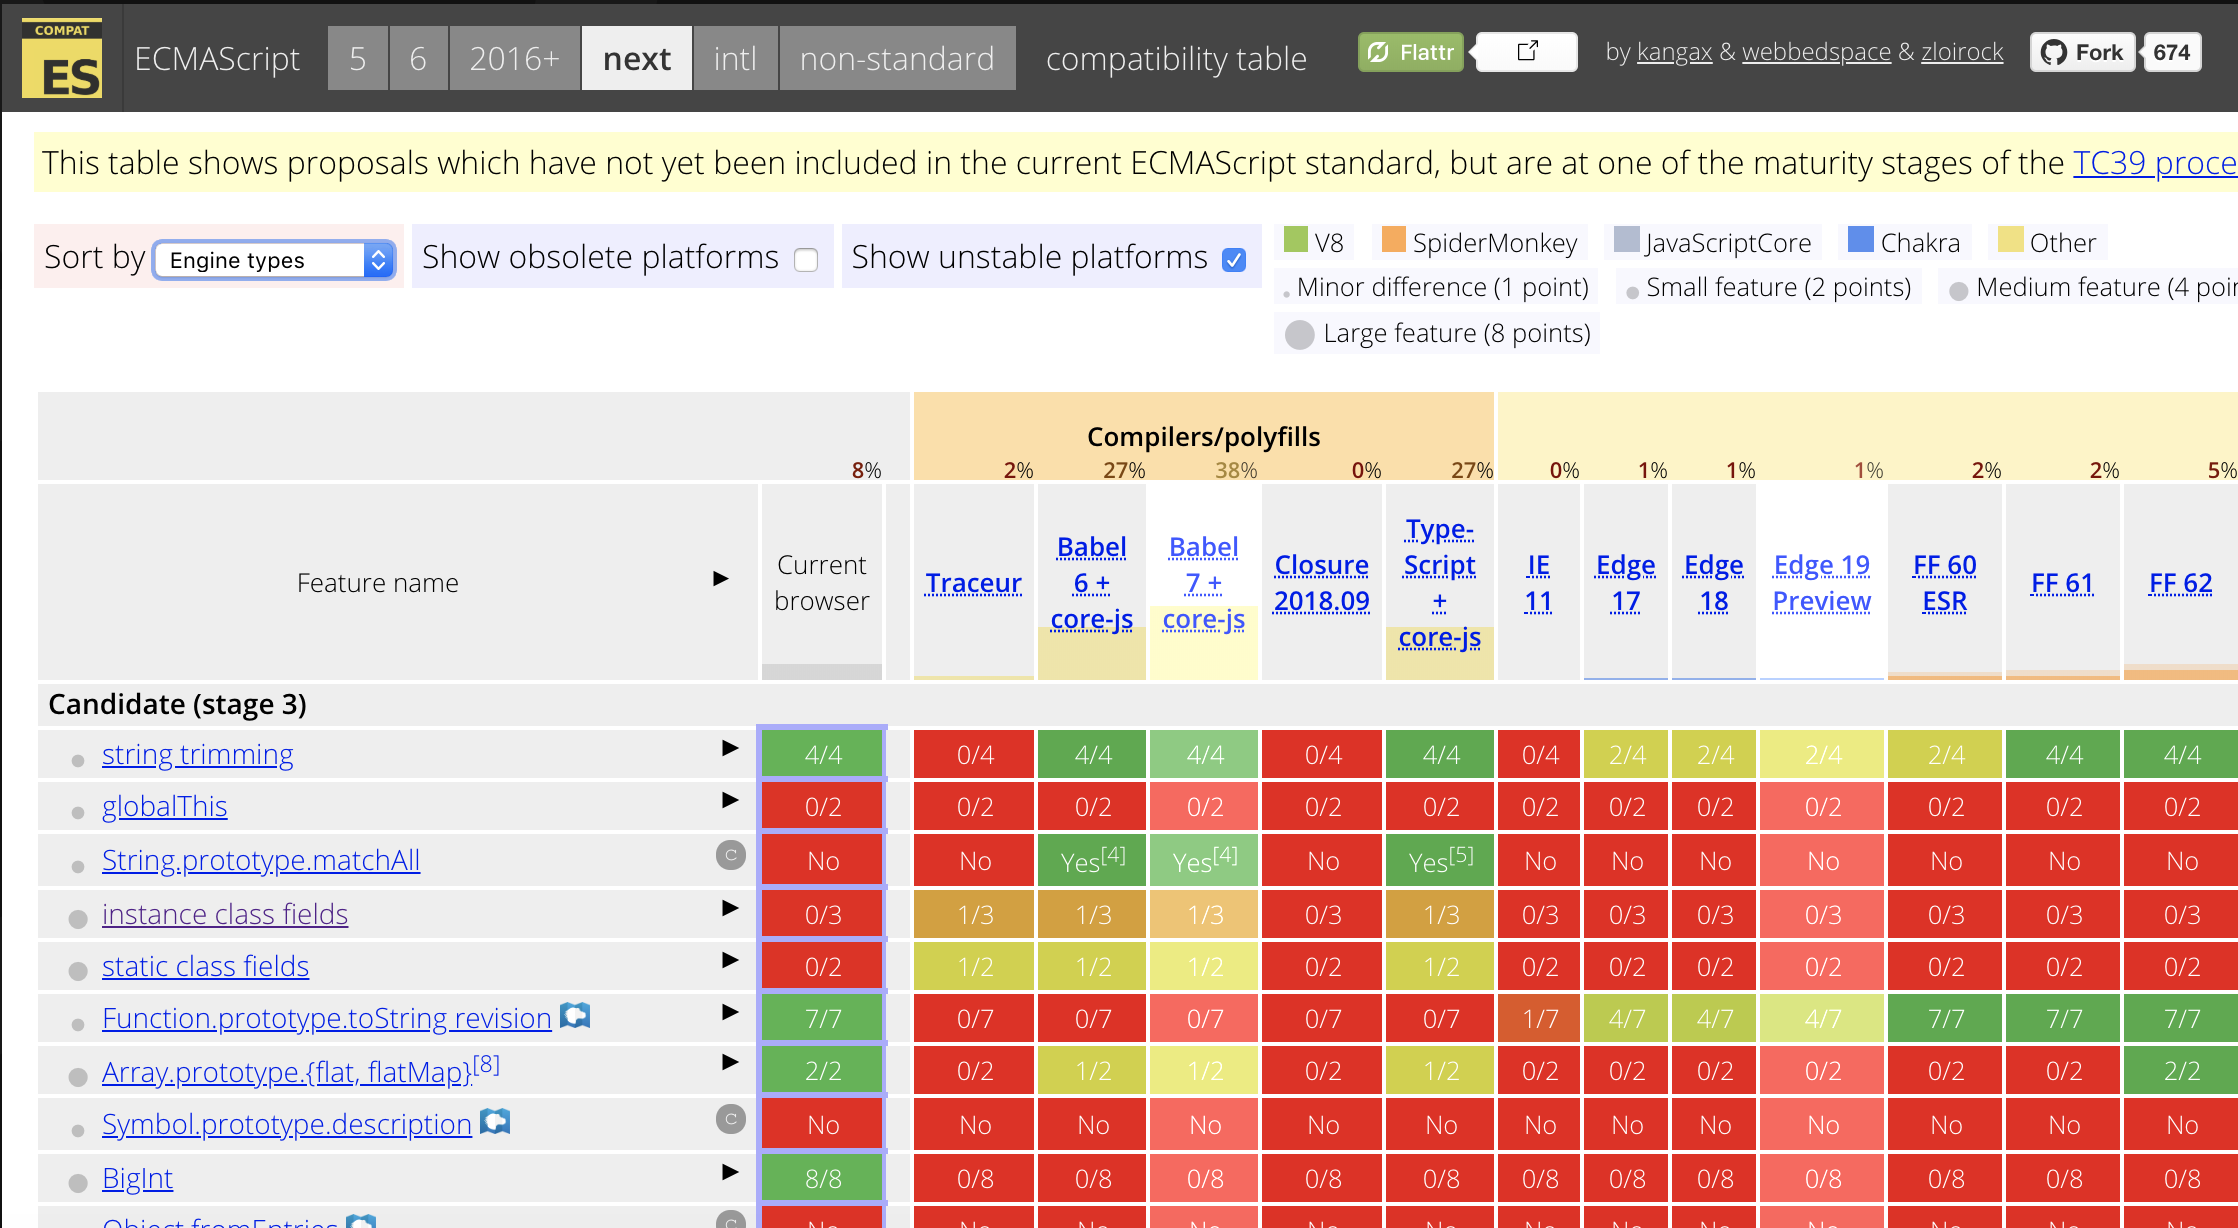 COMPAT
ES
ECMAScript 5 6 2016+ next intl non-standard compatibility table
Flattr
by kangax & webbedspace & zloirock
Fork 674
This table shows proposals which have not yet been included in the current ECMAScript standard, but are at one of the maturity stages of the TC39 proce
Sort by Engine types
Show obsolete platforms
Show unstable platforms
V8 SpiderMonkey JavaScriptCore Chakra Other
Minor difference (1 point) Small feature (2 points) Medium feature (4 poin
Large feature (8 points)
Compilers/polyfills
8% 2% 27% 38% 0% 27% 0% 1% 1% 1% 2% 2% 5%
Feature name ▶
Current
browser
Traceur
Babel
6 +
core-js
Babel
7 +
core-js
Closure
2018.09
Type-
Script
+
core-js
IE
11
Edge
17
Edge
18
Edge 19
Preview
FF 60
ESR
FF 61
FF 62
Candidate (stage 3)
string trimming ▶ 4/4 0/4 4/4 4/4 0/4 4/4 0/4 2/4 2/4 2/4 2/4 4/4 4/4
globalThis ▶ 0/2 0/2 0/2 0/2 0/2 0/2 0/2 0/2 0/2 0/2 0/2 0/2 0/2
String.prototype.matchAll C No No Yes[4] Yes[4] No Yes[5] No No No No No No No
instance class fields ▶ 0/3 1/3 1/3 1/3 0/3 1/3 0/3 0/3 0/3 0/3 0/3 0/3 0/3
static class fields ▶ 0/2 1/2 1/2 1/2 0/2 1/2 0/2 0/2 0/2 0/2 0/2 0/2 0/2
Function.prototype.toString revision ▶ 7/7 0/7 0/7 0/7 0/7 0/7 1/7 4/7 4/7 4/7 7/7 7/7 7/7
Array.prototype.{flat, flatMap}[8] ▶ 2/2 0/2 1/2 1/2 0/2 1/2 0/2 0/2 0/2 0/2 0/2 0/2 2/2
Symbol.prototype.description C No No No No No No No No No No No No No
BigInt ▶ 8/8 0/8 0/8 0/8 0/8 0/8 0/8 0/8 0/8 0/8 0/8 0/8 0/8
Object.fromEntries C No